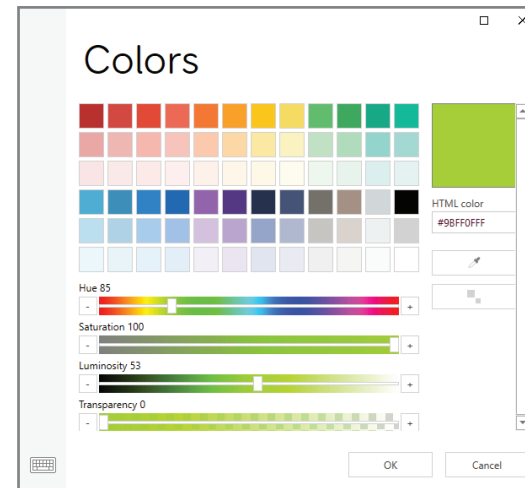 Colors
HTML color
#9BFF0FFF
Hue 85
- +
Saturation 100
- +
Luminosity 53
- +
Transparency 0
- +
OK Cancel